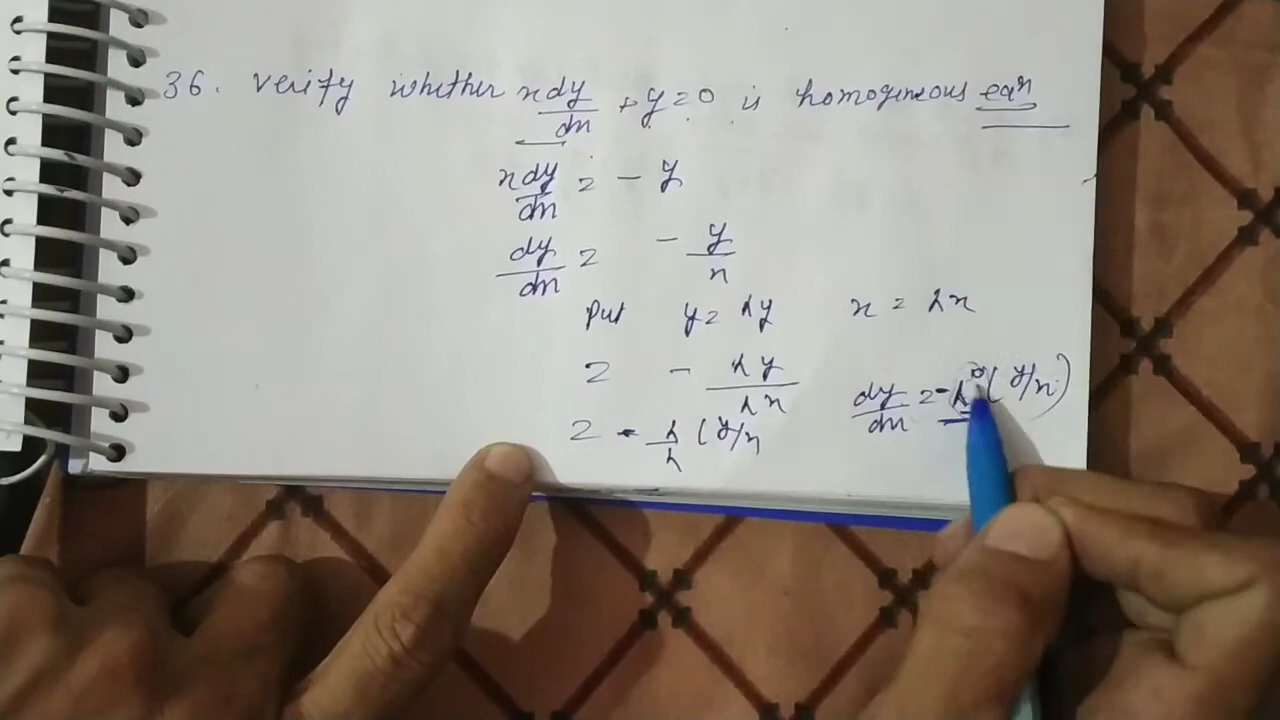 36. Verify whether x dy/dx + y = 0 is homogeneous eqn
x dy/dx = - y
dy/dx = - y/x
Put y = λy x = λx
= - λy/λx dy/dx = - λ⁰ (y/x)
= - λ/λ (y/x